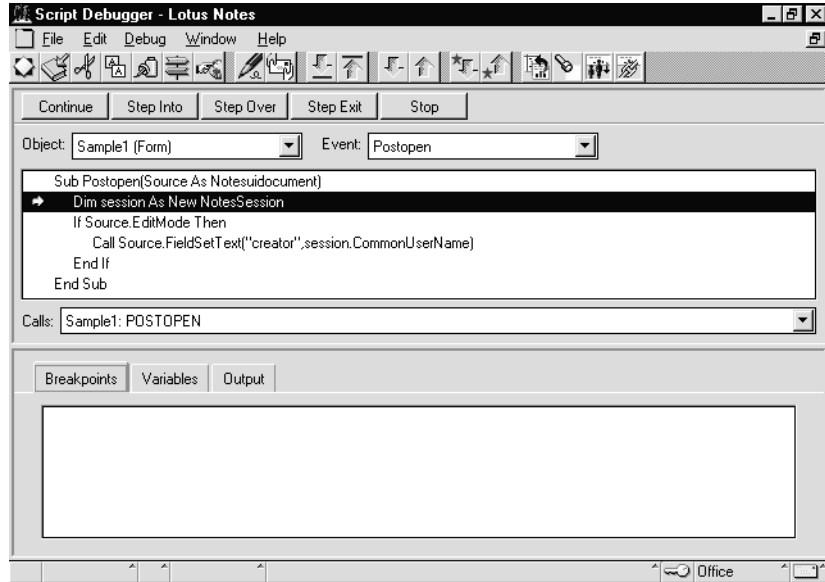 Script Debugger - Lotus Notes
File Edit Debug Window Help
Continue Step Into Step Over Step Exit Stop
Object: Sample1 (Form) Event: Postopen
Sub Postopen(Source As Notesuidocument)
Dim session As New NotesSession
If Source.EditMode Then
Call Source.FieldSetText("creator",session.CommonUserName)
End If
End Sub
Calls: Sample1: POSTOPEN
Breakpoints Variables Output
Office